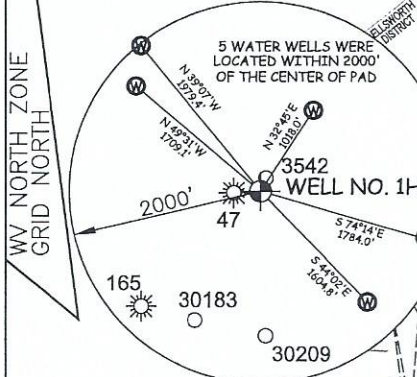 ELLSWORTH
DISTRICT
5 WATER WELLS WERE
LOCATED WITHIN 2000'
OF THE CENTER OF PAD
WV NORTH ZONE
GRID NORTH
W
W
W
N 39°07'W
1979.4'
N 49°31'W
1709.1'
N 32°45'E
1018.0'
3542
WELL NO. 1H
47
2000'
S 74°14'E
1784.0'
S 44°02'E
1604.8'
W
165
30183
30209